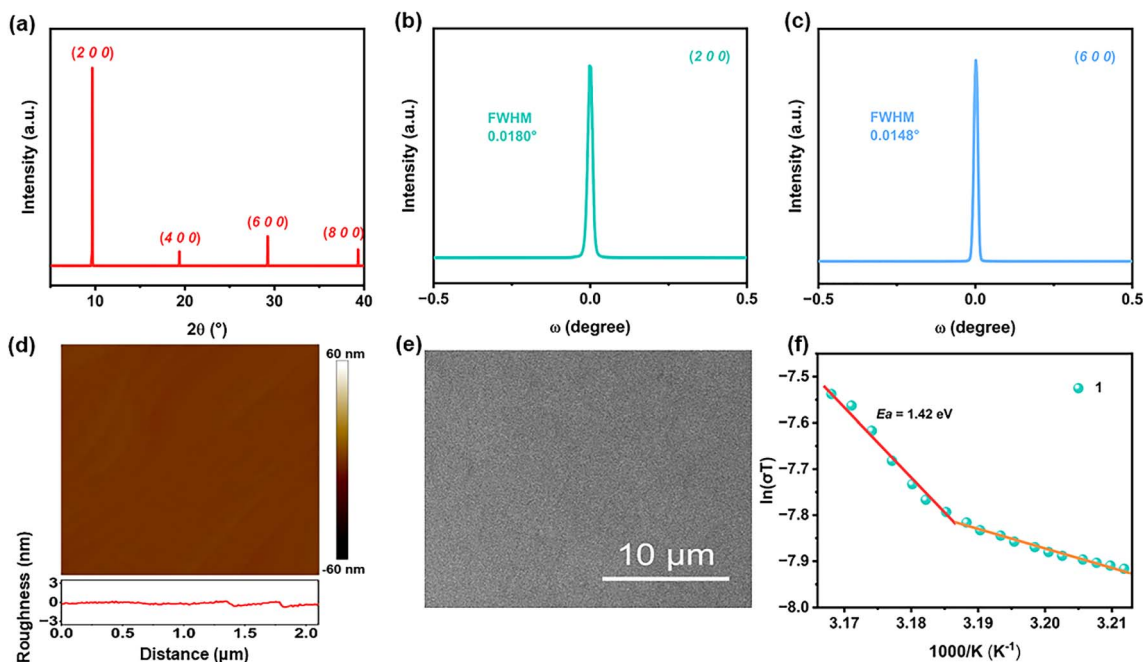 (a)
(2 0 0)
(4 0 0)
(6 0 0)
(8 0 0)
Intensity (a.u.)
10
20
30
40
2θ (°)
(b)
(2 0 0)
FWHM
0.0180°
Intensity (a.u.)
−0.5
0.0
0.5
ω (degree)
(c)
(6 0 0)
FWHM
0.0148°
Intensity (a.u.)
−0.5
0.0
0.5
ω (degree)
(d)
60 nm
-60 nm
Roughness (nm)
3
0
−3
0.0
0.5
1.0
1.5
2.0
Distance (μm)
(e)
10 μm
(f)
1
Ea = 1.42 eV
ln(σT)
−7.5
−7.6
−7.7
−7.8
−7.9
−8.0
3.17
3.18
3.19
3.20
3.21
1000/K (K⁻¹)